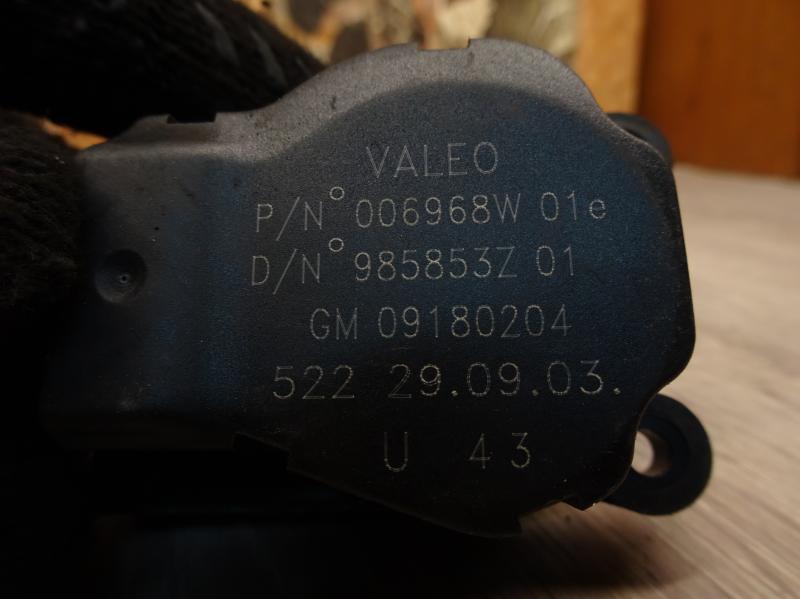 VALEO
P/N° 006968W 01e
D/N° 985853Z 01
GM 09180204
522 29.09.03.
U 43